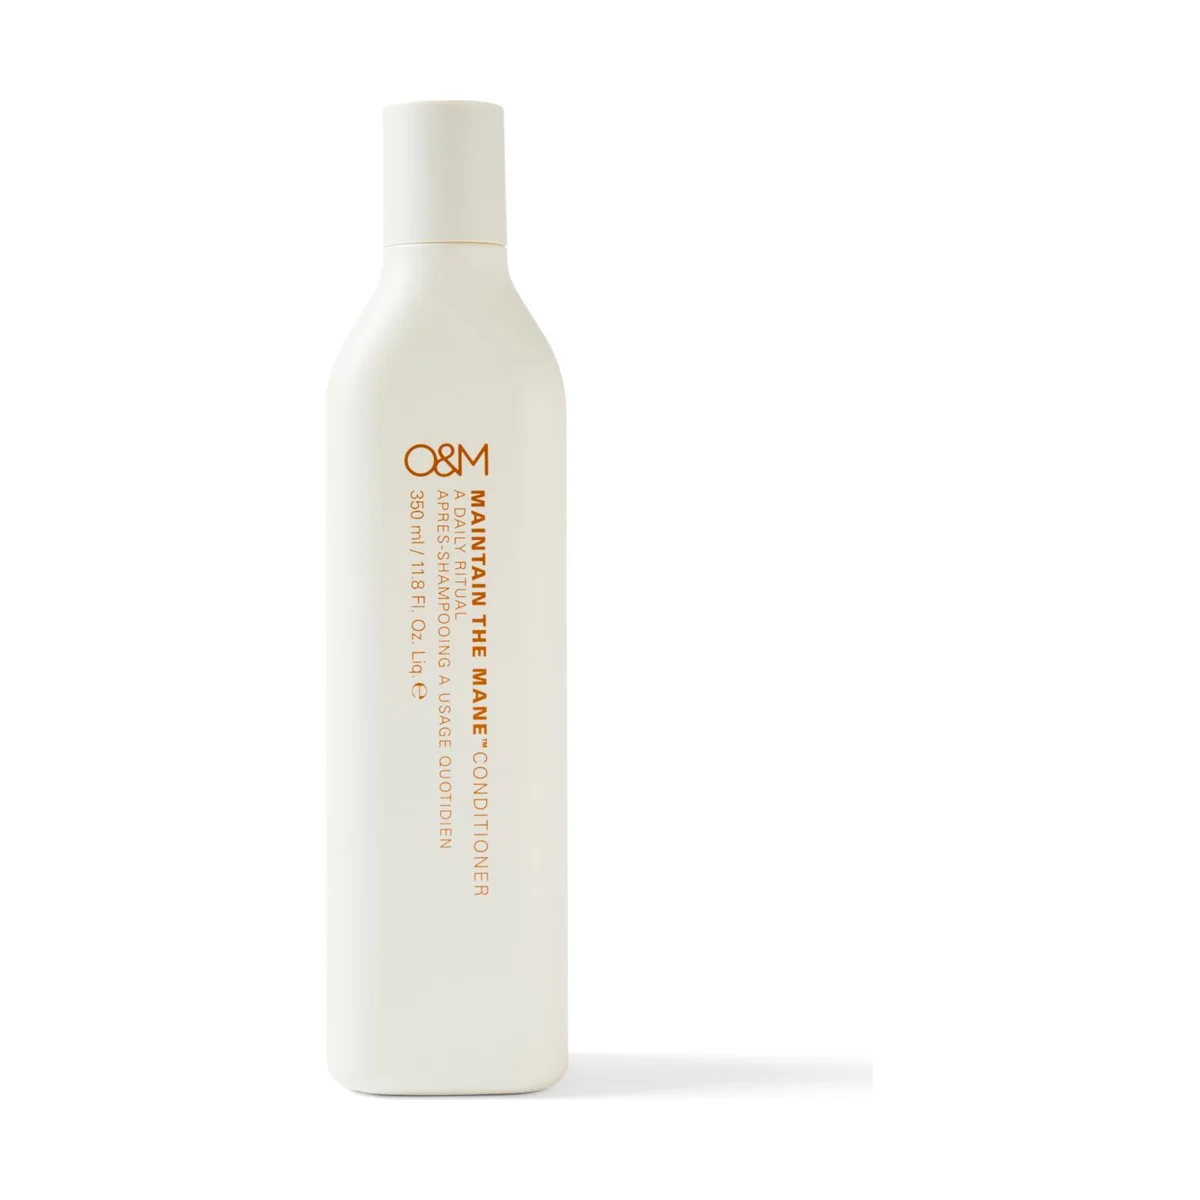 O&M
MAINTAIN THE MANE™ CONDITIONER
A DAILY RITUAL
APRES-SHAMPOOING A USAGE QUOTIDIEN
350 ml / 11.8 Fl. Oz. Liq. ℮